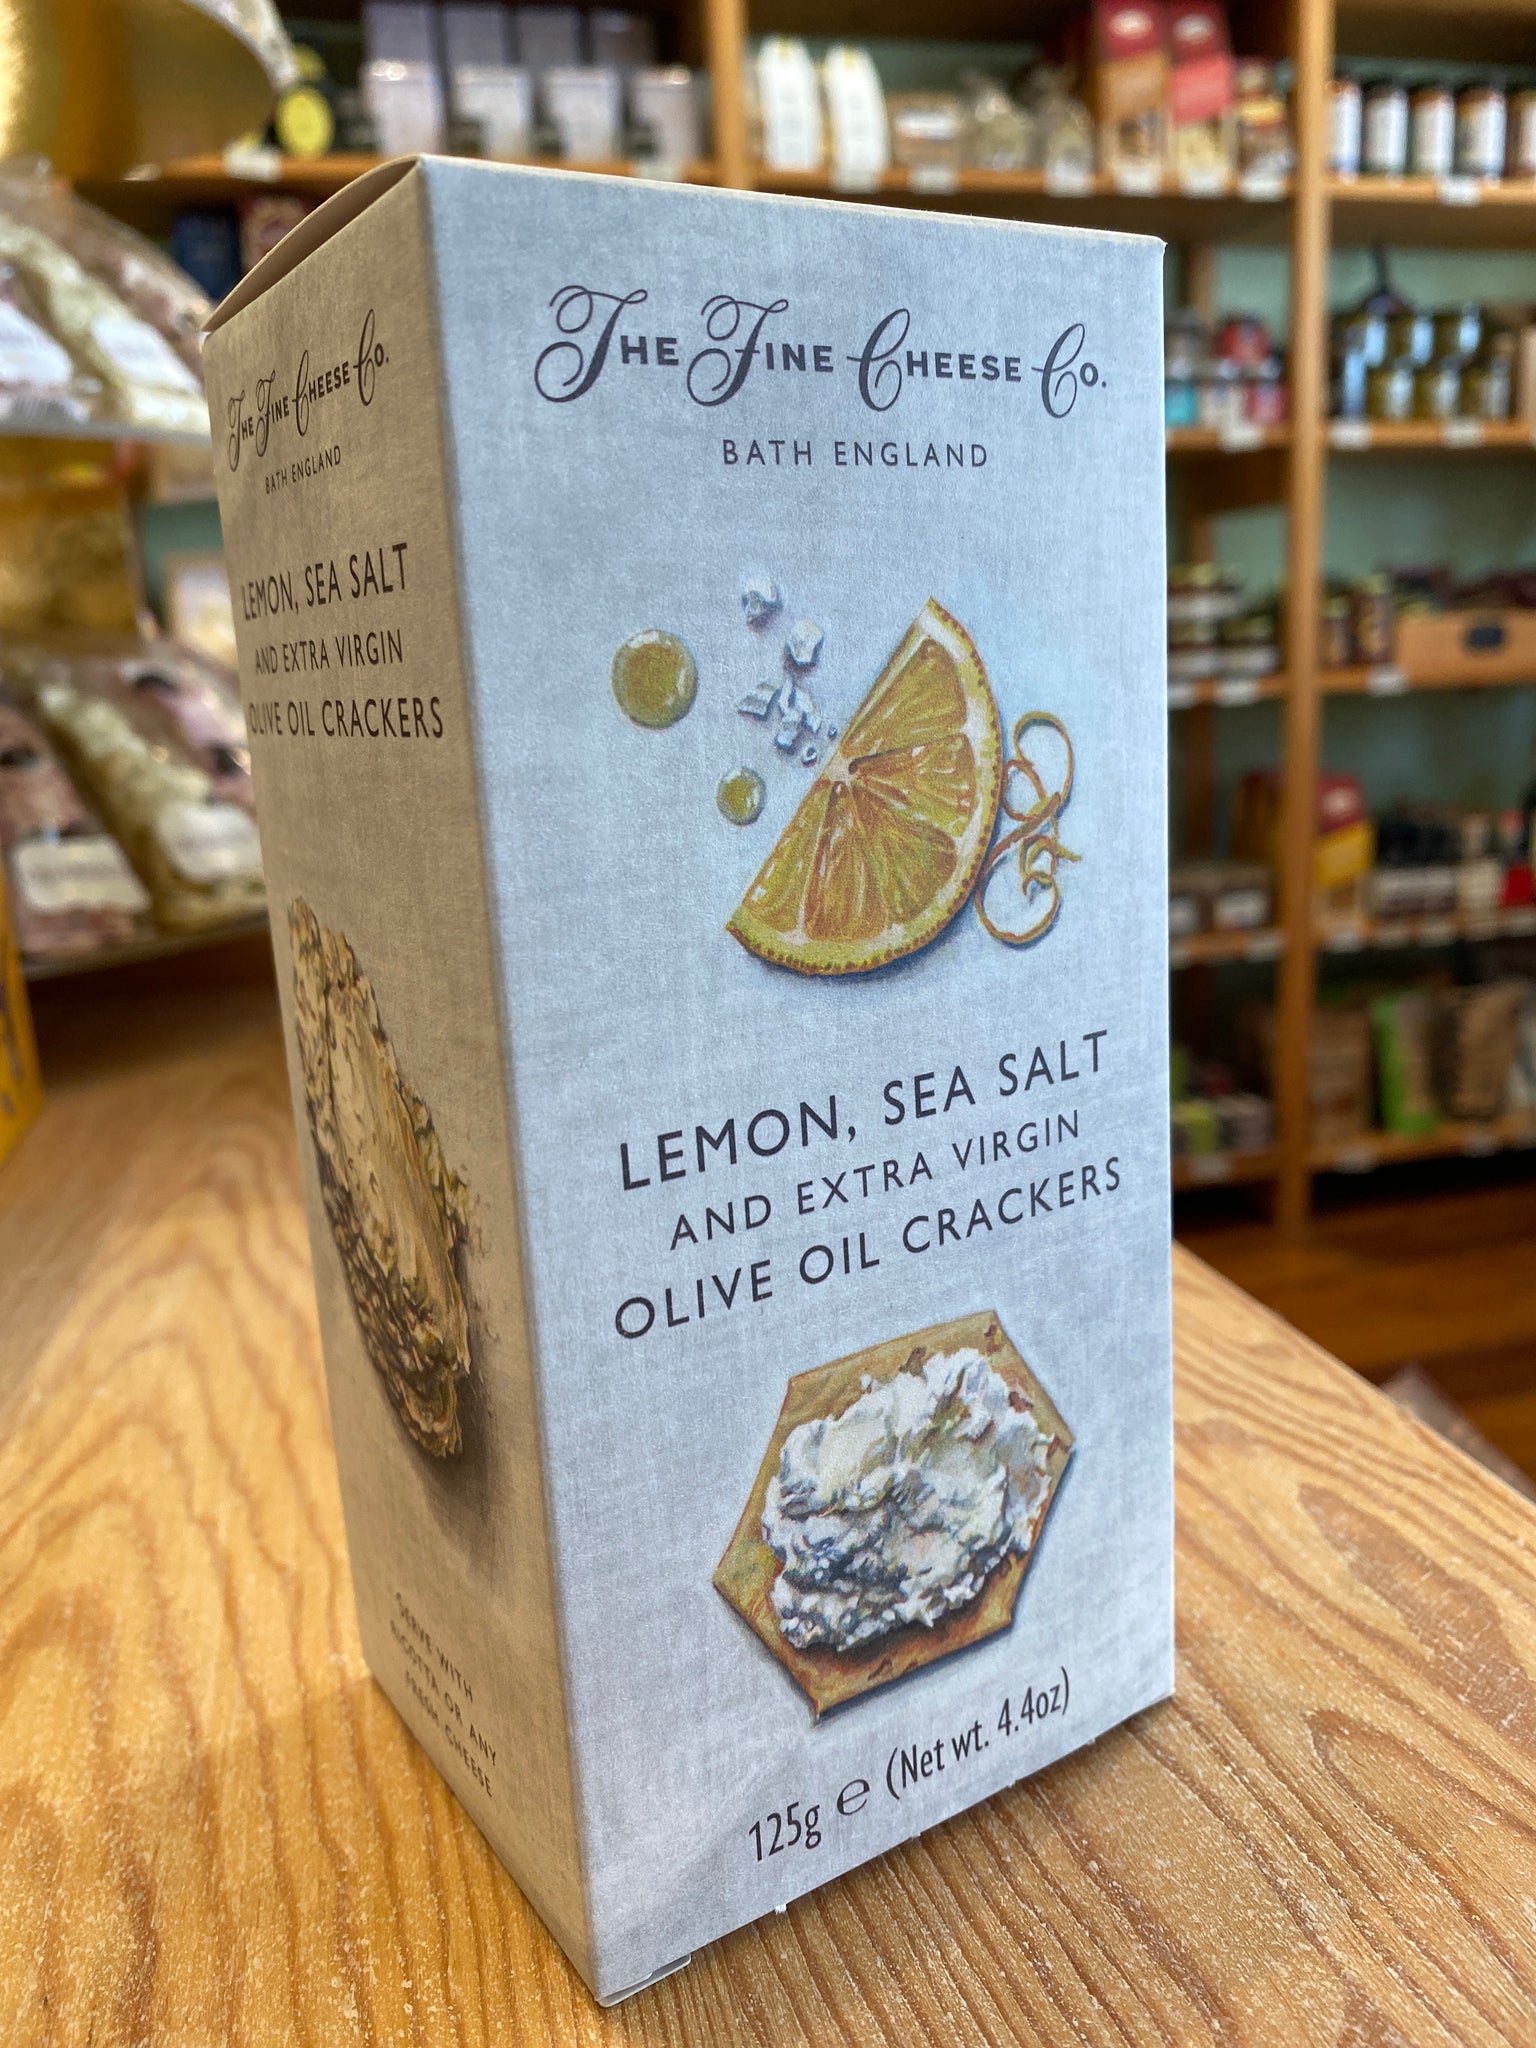 THE FINE CHEESE CO.
BATH ENGLAND
LEMON, SEA SALT
AND EXTRA VIRGIN
OLIVE OIL CRACKERS
SERVE WITH
RICOTTA OR ANY
FRESH CHEESE
THE FINE CHEESE CO.
BATH ENGLAND
LEMON, SEA SALT
AND EXTRA VIRGIN
OLIVE OIL CRACKERS
125g ℮ (Net wt. 4.4oz)